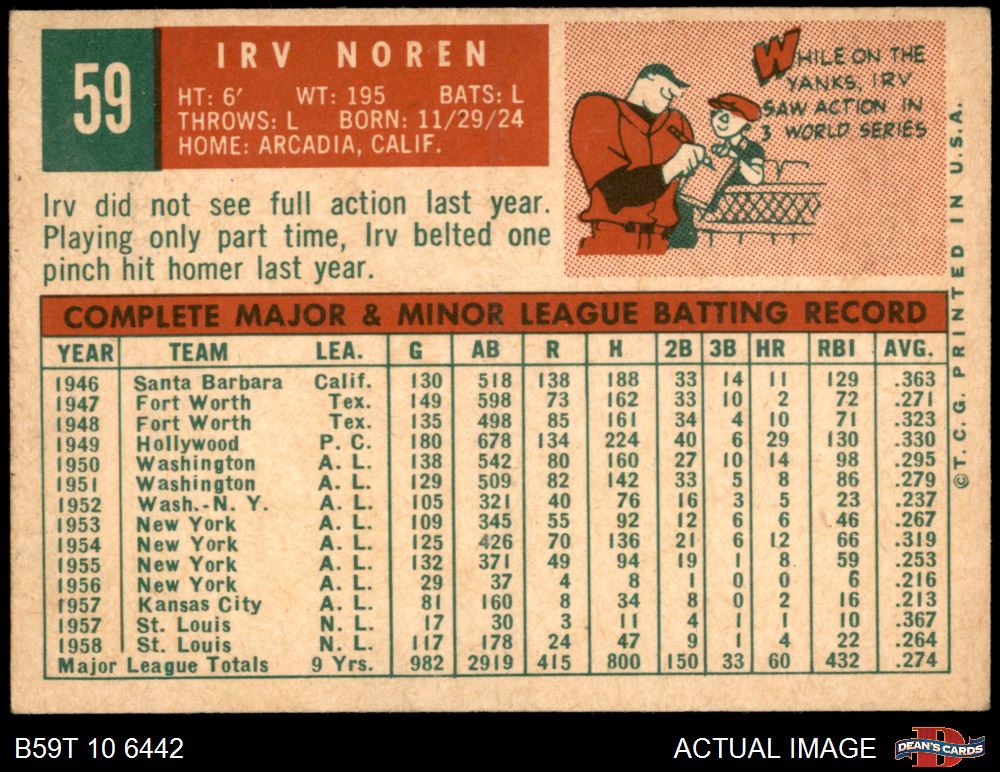 59
IRV NOREN
HT: 6' WT: 195 BATS: L
THROWS: L BORN: 11/29/24
HOME: ARCADIA, CALIF.
WHILE ON THE
YANKS, IRV
SAW ACTION IN
3 WORLD SERIES
Irv did not see full action last year.
Playing only part time, Irv belted one
pinch hit homer last year.
COMPLETE MAJOR & MINOR LEAGUE BATTING RECORD
YEAR TEAM LEA. G AB R H 2B 3B HR RBI AVG.
1946 Santa Barbara Calif. 130 518 138 188 33 14 11 129 .363
1947 Fort Worth Tex. 149 598 73 162 33 10 2 72 .271
1948 Fort Worth Tex. 135 498 85 161 34 4 10 71 .323
1949 Hollywood P. C. 180 678 134 224 40 6 29 130 .330
1950 Washington A. L. 138 542 80 160 27 10 14 98 .295
1951 Washington A. L. 129 509 82 142 33 5 8 86 .279
1952 Wash.-N. Y. A. L. 105 321 40 76 16 3 5 23 .237
1953 New York A. L. 109 345 55 92 12 6 6 46 .267
1954 New York A. L. 125 426 70 136 21 6 12 66 .319
1955 New York A. L. 132 371 49 94 19 1 8 59 .253
1956 New York A. L. 29 37 4 8 1 0 0 6 .216
1957 Kansas City A. L. 81 160 8 34 8 0 2 16 .213
1957 St. Louis N. L. 17 30 3 11 4 1 1 10 .367
1958 St. Louis N. L. 117 178 24 47 9 1 4 22 .264
Major League Totals 9 Yrs. 982 2919 415 800 150 33 60 432 .274
© T. C. G. PRINTED IN U.S.A.
B59T 10 6442
ACTUAL IMAGE
D
DEAN'S CARDS